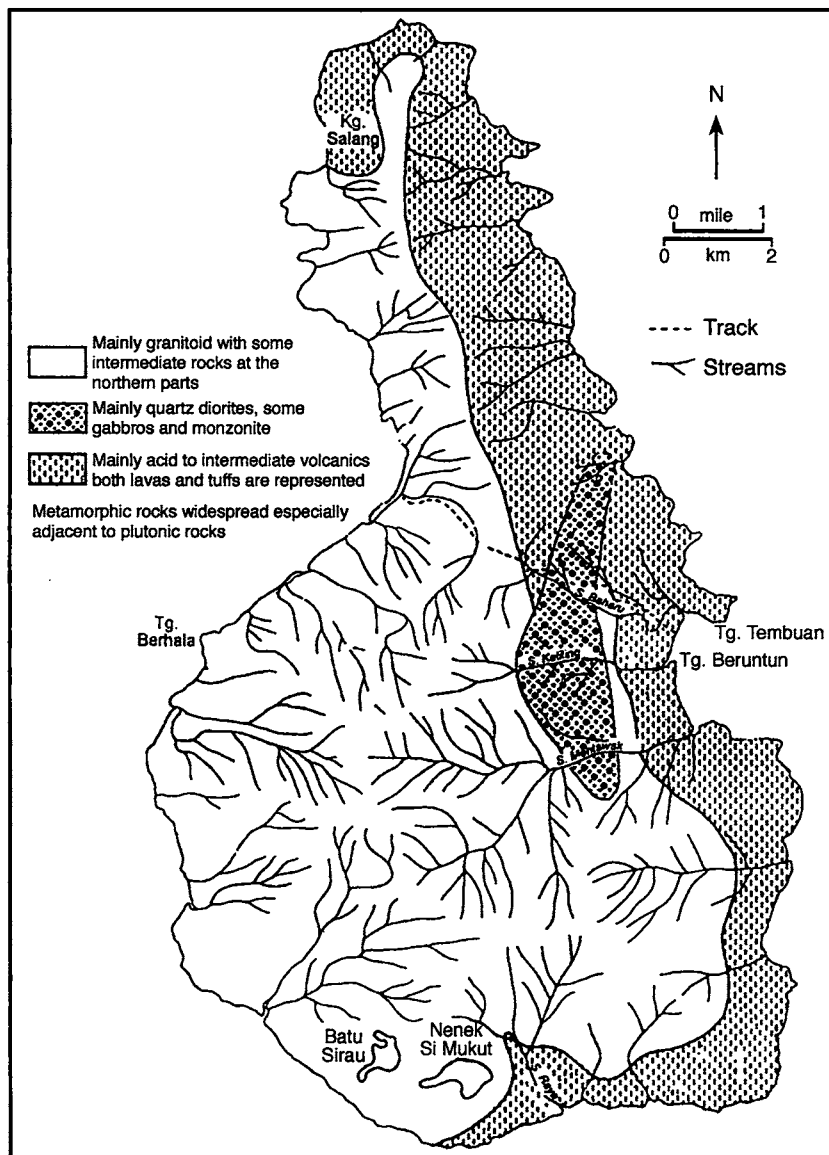 Kg.
Salang
N
0 mile 1
0 km 2
Track
Streams
Mainly granitoid with some
intermediate rocks at the
northern parts
Mainly quartz diorites, some
gabbros and monzonite
Mainly acid to intermediate volcanics
both lavas and tuffs are represented
Metamorphic rocks widespread especially
adjacent to plutonic rocks
Tg.
Berhala
Tg. Tembuan
S. Keding
Tg. Beruntun
S.
Batu
Sirau
Nenek
Si Mukut